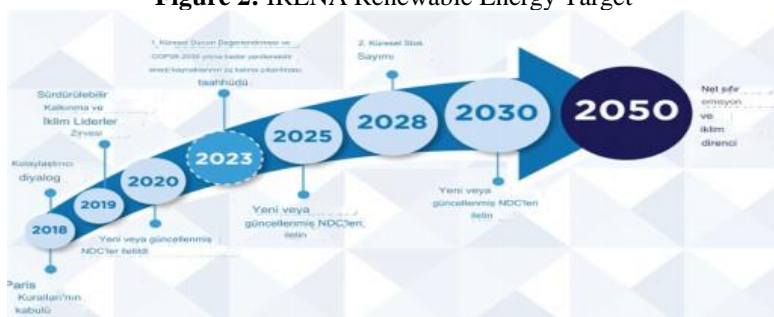 Figure 2: IRENA Renewable Energy Target
1. Küresel Durum Değerlendirmesi ve
COP28 2030 yılına kadar yenilenebilir
enerji kaynaklarının üç katına çıkarılması
taahhüdü
2. Küresel Stok
Sayımı
Sürdürülebilir
Kalkınma ve
İklim Liderler
Zirvesi
Kolaylaştırıcı
diyalog
2018
2019
2020
2023
2025
2028
2030
2050
Net sıfır
emisyon
ve
iklim
direnci
Yeni veya güncellenmiş
NDC'ler iletildi
Yeni veya
güncellenmiş NDC'leri
iletin
Yeni veya
güncellenmiş NDC'leri
iletin
Paris
Kuralları'nın
kabulü